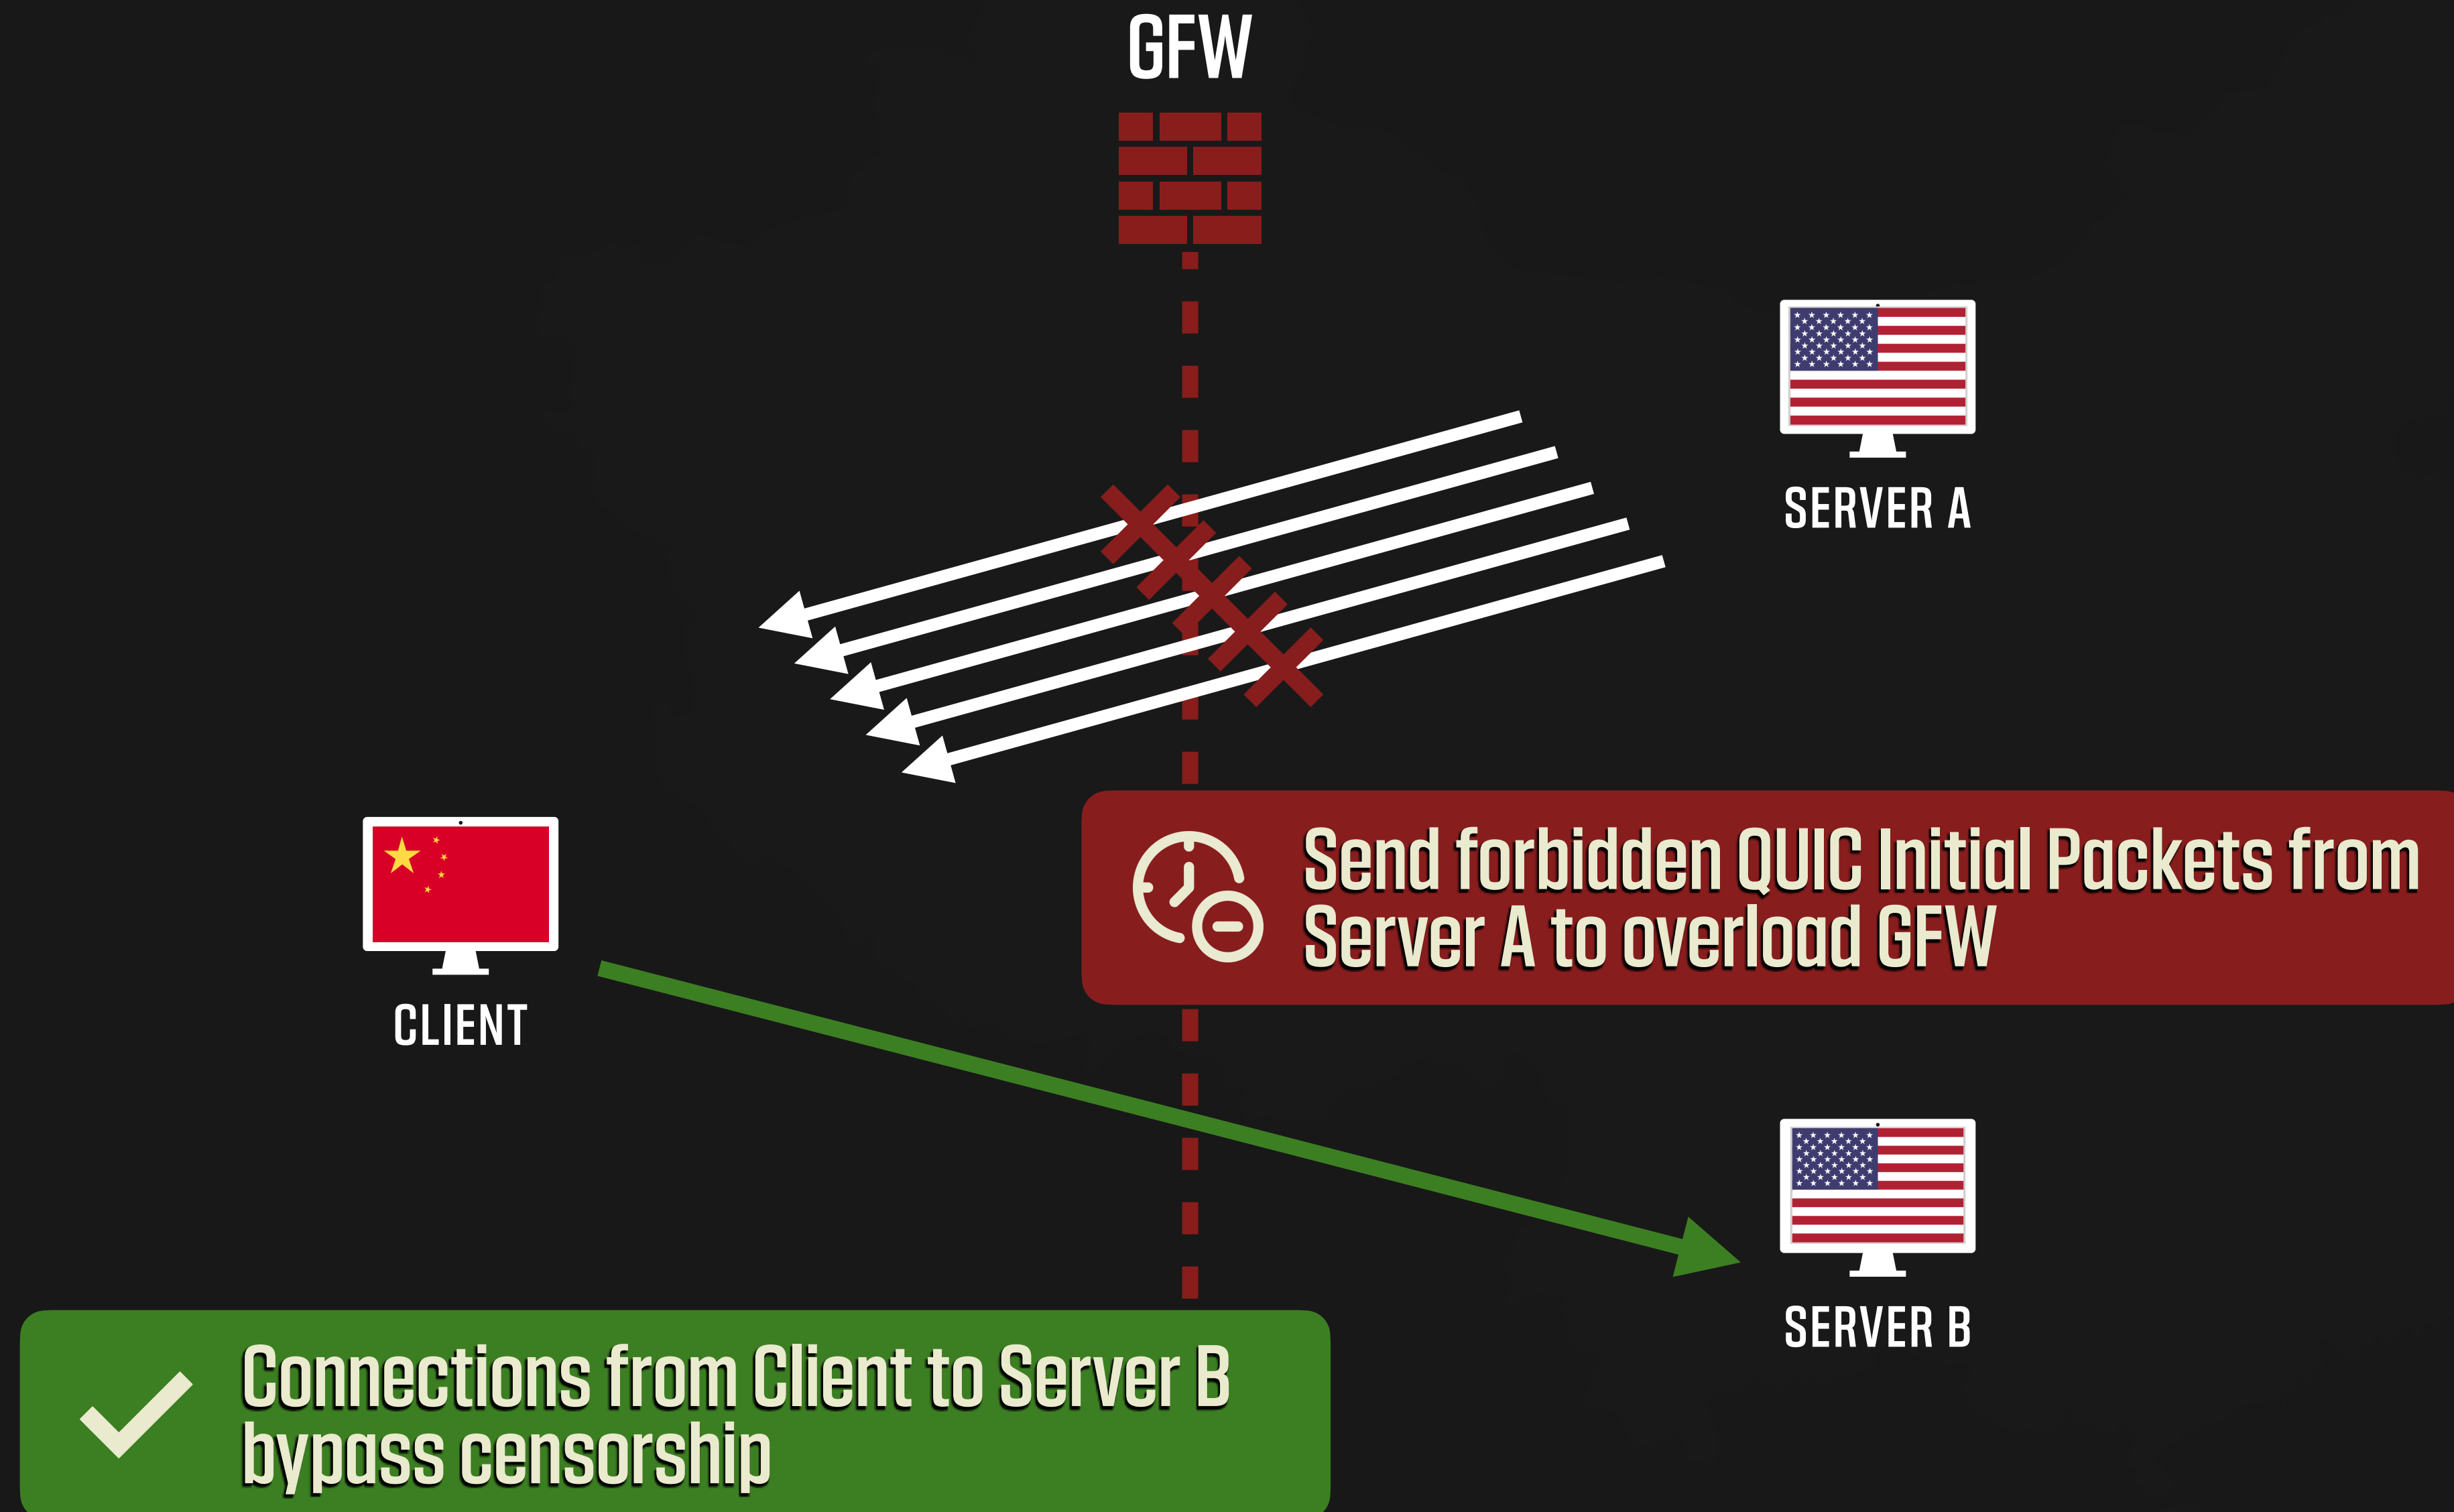 GFW
SERVER A
Send forbidden QUIC Initial Packets from
Server A to overload GFW
CLIENT
SERVER B
Connections from Client to Server B
bypass censorship